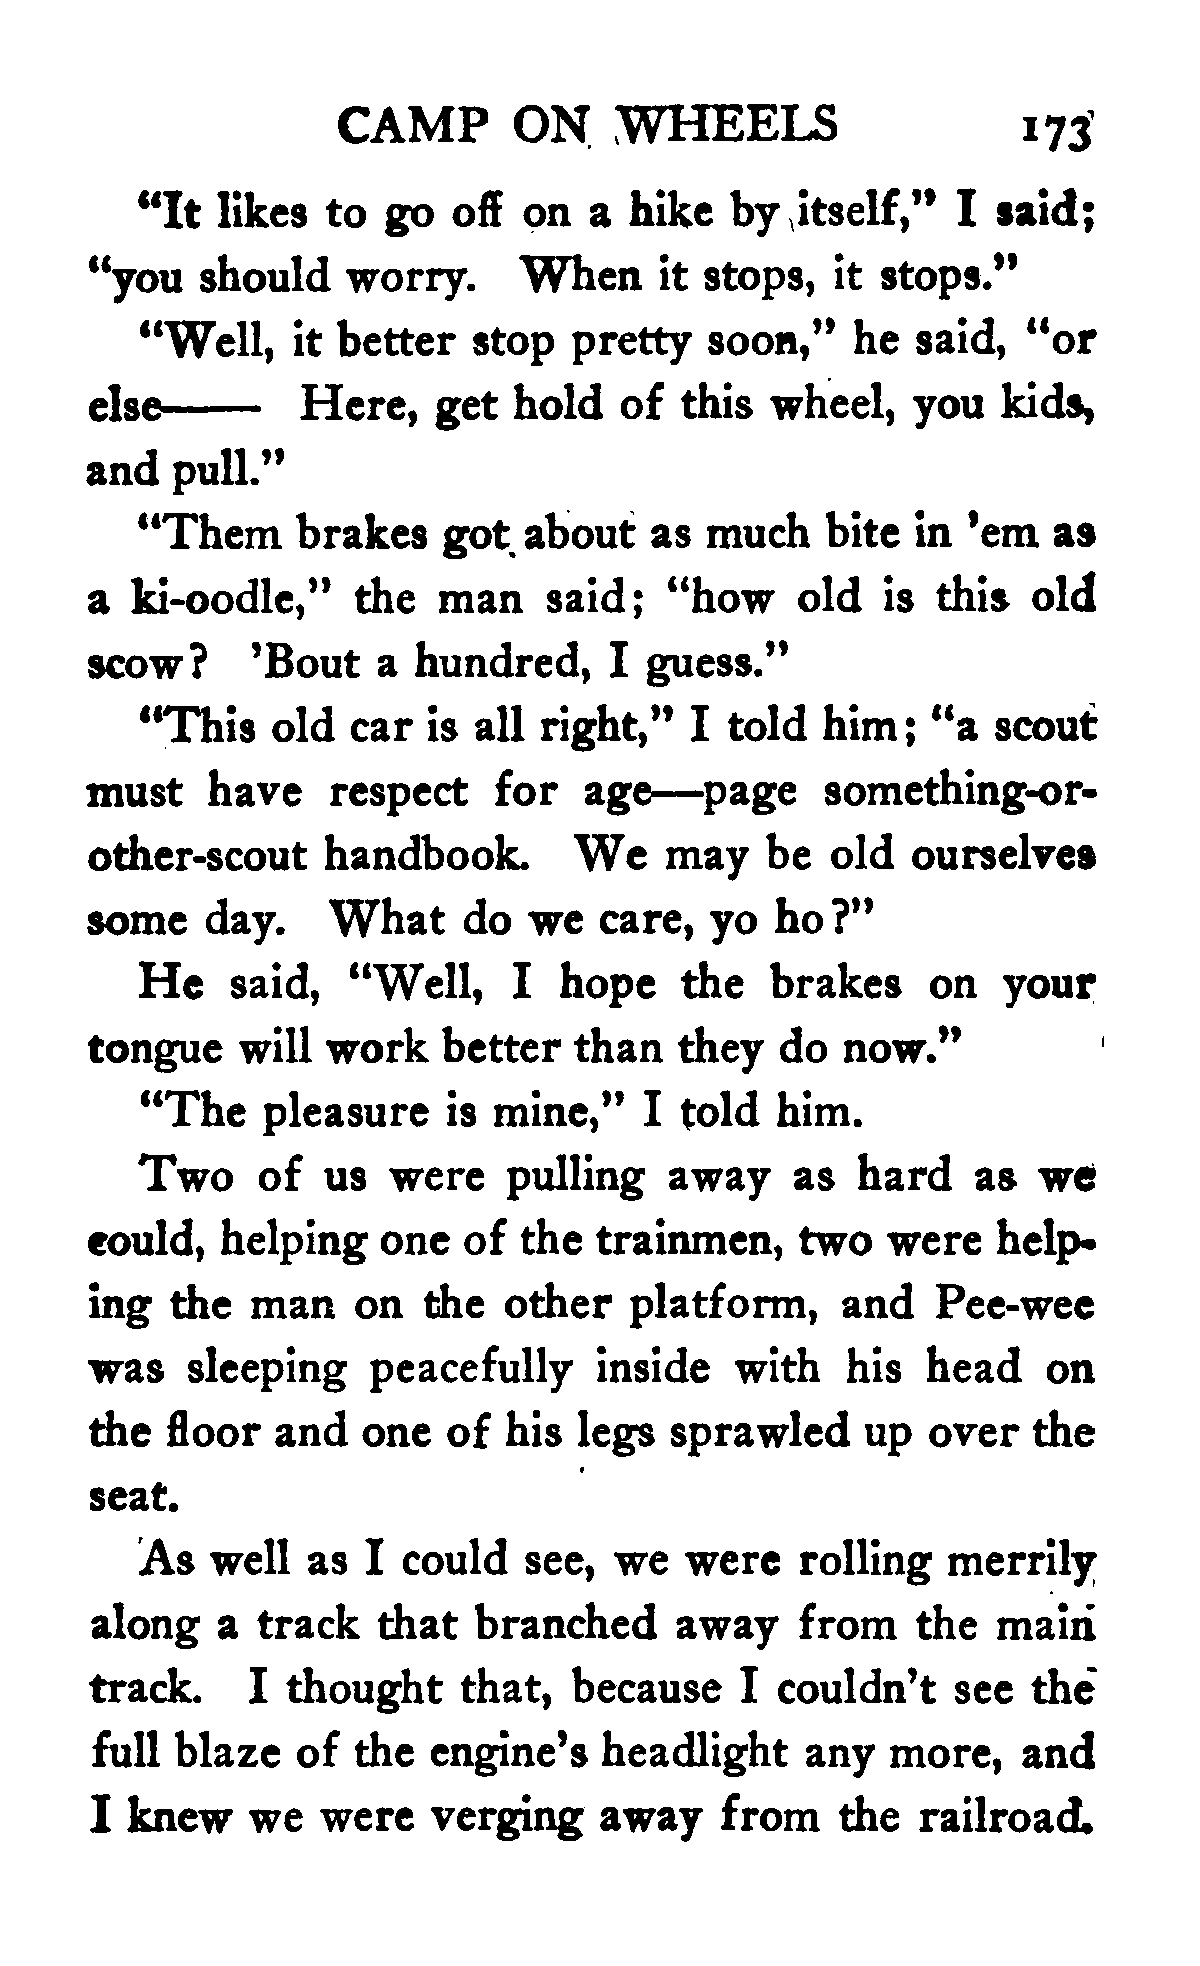 CAMP ON WHEELS 173
"It likes to go off on a hike by itself," I said;
"you should worry. When it stops, it stops."
"Well, it better stop pretty soon," he said, "or
else—— Here, get hold of this wheel, you kids,
and pull."
"Them brakes got about as much bite in 'em as
a ki-oodle," the man said; "how old is this old
scow? 'Bout a hundred, I guess."
"This old car is all right," I told him; "a scout
must have respect for age—page something-or-
other-scout handbook. We may be old ourselves
some day. What do we care, yo ho?"
He said, "Well, I hope the brakes on your
tongue will work better than they do now."
"The pleasure is mine," I told him.
Two of us were pulling away as hard as we
could, helping one of the trainmen, two were help-
ing the man on the other platform, and Pee-wee
was sleeping peacefully inside with his head on
the floor and one of his legs sprawled up over the
seat.
As well as I could see, we were rolling merrily
along a track that branched away from the main
track. I thought that, because I couldn't see the
full blaze of the engine's headlight any more, and
I knew we were verging away from the railroad.